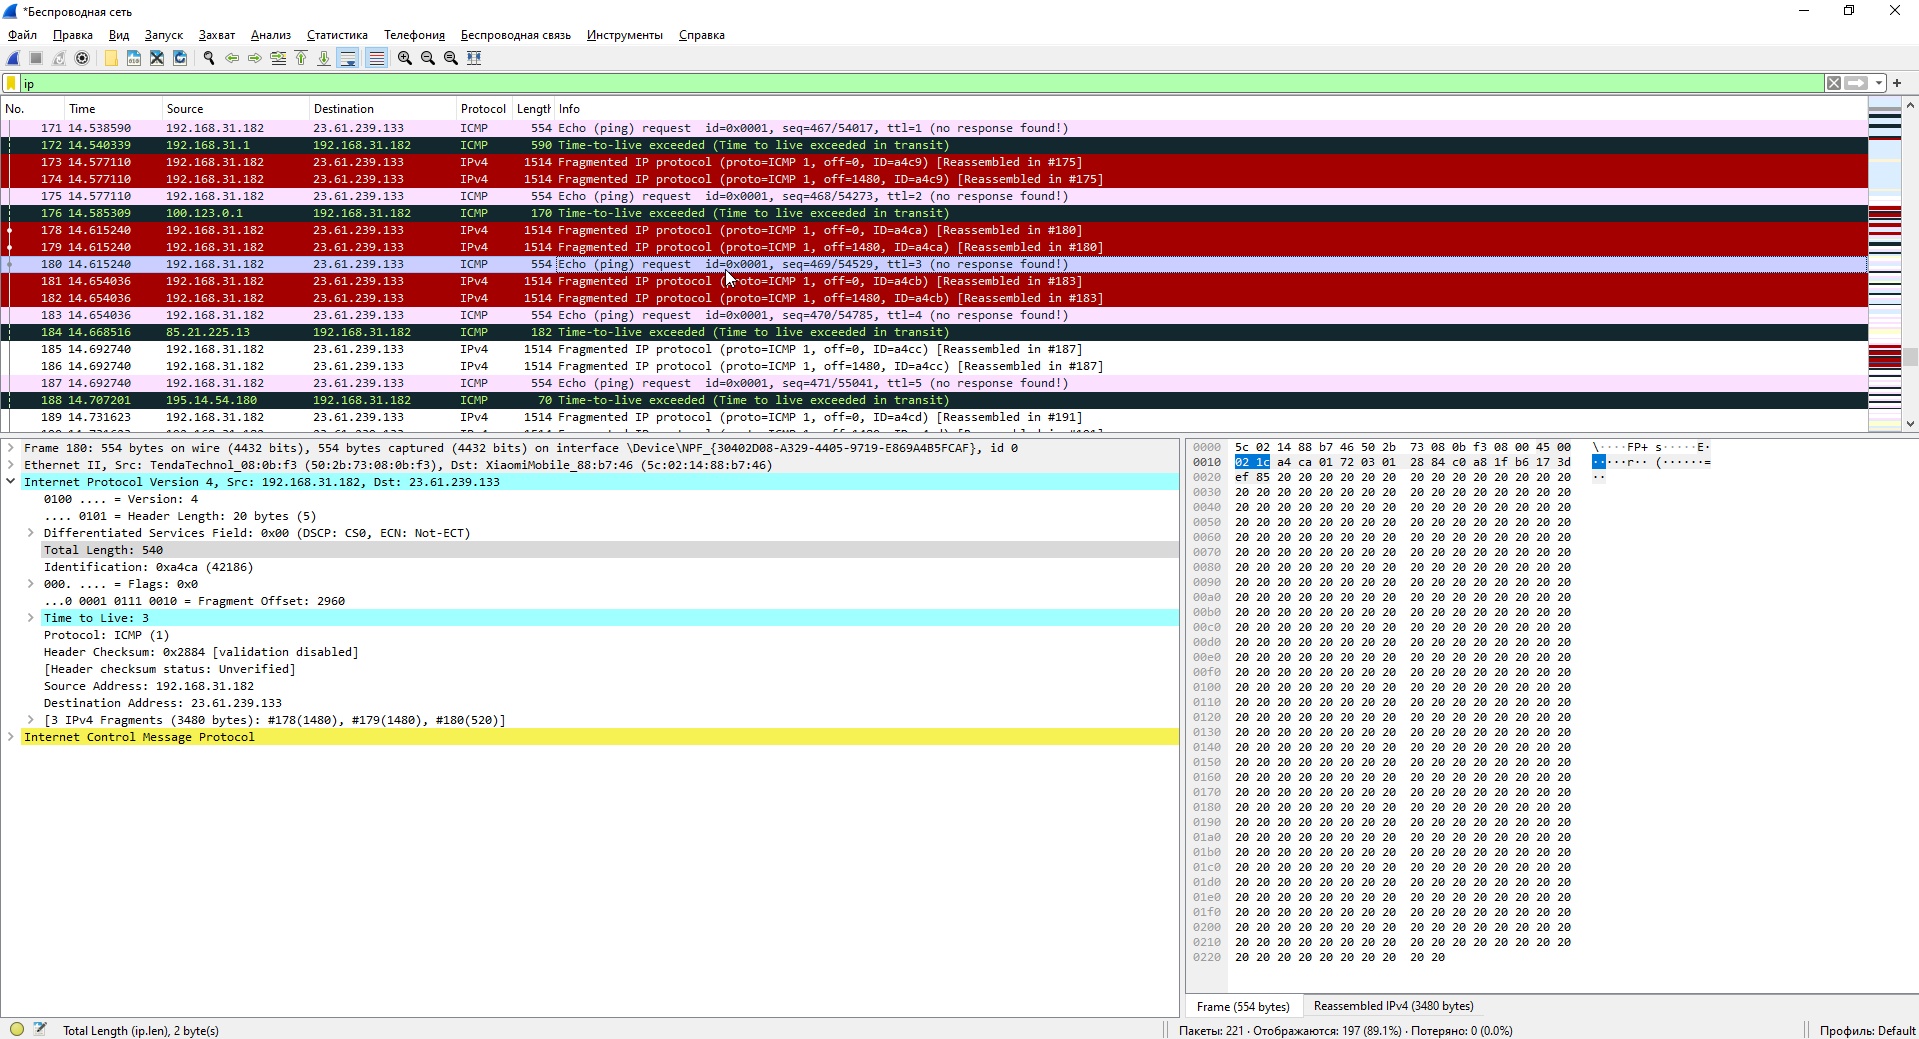 *Беспроводная сеть
Файл Правка Вид Запуск Захват Анализ Статистика Телефония Беспроводная связь Инструменты Справка
ip
No. Time Source Destination Protocol Length Info
171 14.538590 192.168.31.182 23.61.239.133 ICMP 554 Echo (ping) request id=0x0001, seq=467/54017, ttl=1 (no response found!)
172 14.540339 192.168.31.1 192.168.31.182 ICMP 590 Time-to-live exceeded (Time to live exceeded in transit)
173 14.577110 192.168.31.182 23.61.239.133 IPv4 1514 Fragmented IP protocol (proto=ICMP 1, off=0, ID=a4c9) [Reassembled in #175]
174 14.577110 192.168.31.182 23.61.239.133 IPv4 1514 Fragmented IP protocol (proto=ICMP 1, off=1480, ID=a4c9) [Reassembled in #175]
175 14.577110 192.168.31.182 23.61.239.133 ICMP 554 Echo (ping) request id=0x0001, seq=468/54273, ttl=2 (no response found!)
176 14.585309 100.123.0.1 192.168.31.182 ICMP 170 Time-to-live exceeded (Time to live exceeded in transit)
178 14.615240 192.168.31.182 23.61.239.133 IPv4 1514 Fragmented IP protocol (proto=ICMP 1, off=0, ID=a4ca) [Reassembled in #180]
179 14.615240 192.168.31.182 23.61.239.133 IPv4 1514 Fragmented IP protocol (proto=ICMP 1, off=1480, ID=a4ca) [Reassembled in #180]
180 14.615240 192.168.31.182 23.61.239.133 ICMP 554 Echo (ping) request id=0x0001, seq=469/54529, ttl=3 (no response found!)
181 14.654036 192.168.31.182 23.61.239.133 IPv4 1514 Fragmented IP protocol (proto=ICMP 1, off=0, ID=a4cb) [Reassembled in #183]
182 14.654036 192.168.31.182 23.61.239.133 IPv4 1514 Fragmented IP protocol (proto=ICMP 1, off=1480, ID=a4cb) [Reassembled in #183]
183 14.654036 192.168.31.182 23.61.239.133 ICMP 554 Echo (ping) request id=0x0001, seq=470/54785, ttl=4 (no response found!)
184 14.668516 85.21.225.13 192.168.31.182 ICMP 182 Time-to-live exceeded (Time to live exceeded in transit)
185 14.692740 192.168.31.182 23.61.239.133 IPv4 1514 Fragmented IP protocol (proto=ICMP 1, off=0, ID=a4cc) [Reassembled in #187]
186 14.692740 192.168.31.182 23.61.239.133 IPv4 1514 Fragmented IP protocol (proto=ICMP 1, off=1480, ID=a4cc) [Reassembled in #187]
187 14.692740 192.168.31.182 23.61.239.133 ICMP 554 Echo (ping) request id=0x0001, seq=471/55041, ttl=5 (no response found!)
188 14.707201 195.14.54.180 192.168.31.182 ICMP 70 Time-to-live exceeded (Time to live exceeded in transit)
189 14.731623 192.168.31.182 23.61.239.133 IPv4 1514 Fragmented IP protocol (proto=ICMP 1, off=0, ID=a4cd) [Reassembled in #191]
Frame 180: 554 bytes on wire (4432 bits), 554 bytes captured (4432 bits) on interface \Device\NPF_{30402D08-A329-4405-9719-E869A4B5FCAF}, id 0
Ethernet II, Src: TendaTechnol_08:0b:f3 (50:2b:73:08:0b:f3), Dst: XiaomiMobile_88:b7:46 (5c:02:14:88:b7:46)
Internet Protocol Version 4, Src: 192.168.31.182, Dst: 23.61.239.133
0100 .... = Version: 4
.... 0101 = Header Length: 20 bytes (5)
Differentiated Services Field: 0x00 (DSCP: CS0, ECN: Not-ECT)
Total Length: 540
Identification: 0xa4ca (42186)
000. .... = Flags: 0x0
...0 0001 0111 0010 = Fragment Offset: 2960
Time to Live: 3
Protocol: ICMP (1)
Header Checksum: 0x2884 [validation disabled]
[Header checksum status: Unverified]
Source Address: 192.168.31.182
Destination Address: 23.61.239.133
[3 IPv4 Fragments (3480 bytes): #178(1480), #179(1480), #180(520)]
Internet Control Message Protocol
0000 5c 02 14 88 b7 46 50 2b 73 08 0b f3 08 00 45 00 \····FP+ s·····E·
0010 02 1c a4 ca 01 72 03 01 28 84 c0 a8 1f b6 17 3d ·····r·· (······=
0020 ef 85 20 20 20 20 20 20 20 20 20 20 20 20 20 20 ··
0030 20 20 20 20 20 20 20 20 20 20 20 20 20 20 20 20
0040 20 20 20 20 20 20 20 20 20 20 20 20 20 20 20 20
0050 20 20 20 20 20 20 20 20 20 20 20 20 20 20 20 20
0060 20 20 20 20 20 20 20 20 20 20 20 20 20 20 20 20
0070 20 20 20 20 20 20 20 20 20 20 20 20 20 20 20 20
0080 20 20 20 20 20 20 20 20 20 20 20 20 20 20 20 20
0090 20 20 20 20 20 20 20 20 20 20 20 20 20 20 20 20
00a0 20 20 20 20 20 20 20 20 20 20 20 20 20 20 20 20
00b0 20 20 20 20 20 20 20 20 20 20 20 20 20 20 20 20
00c0 20 20 20 20 20 20 20 20 20 20 20 20 20 20 20 20
00d0 20 20 20 20 20 20 20 20 20 20 20 20 20 20 20 20
00e0 20 20 20 20 20 20 20 20 20 20 20 20 20 20 20 20
00f0 20 20 20 20 20 20 20 20 20 20 20 20 20 20 20 20
0100 20 20 20 20 20 20 20 20 20 20 20 20 20 20 20 20
0110 20 20 20 20 20 20 20 20 20 20 20 20 20 20 20 20
0120 20 20 20 20 20 20 20 20 20 20 20 20 20 20 20 20
0130 20 20 20 20 20 20 20 20 20 20 20 20 20 20 20 20
0140 20 20 20 20 20 20 20 20 20 20 20 20 20 20 20 20
0150 20 20 20 20 20 20 20 20 20 20 20 20 20 20 20 20
0160 20 20 20 20 20 20 20 20 20 20 20 20 20 20 20 20
0170 20 20 20 20 20 20 20 20 20 20 20 20 20 20 20 20
0180 20 20 20 20 20 20 20 20 20 20 20 20 20 20 20 20
0190 20 20 20 20 20 20 20 20 20 20 20 20 20 20 20 20
01a0 20 20 20 20 20 20 20 20 20 20 20 20 20 20 20 20
01b0 20 20 20 20 20 20 20 20 20 20 20 20 20 20 20 20
01c0 20 20 20 20 20 20 20 20 20 20 20 20 20 20 20 20
01d0 20 20 20 20 20 20 20 20 20 20 20 20 20 20 20 20
01e0 20 20 20 20 20 20 20 20 20 20 20 20 20 20 20 20
01f0 20 20 20 20 20 20 20 20 20 20 20 20 20 20 20 20
0200 20 20 20 20 20 20 20 20 20 20 20 20 20 20 20 20
0210 20 20 20 20 20 20 20 20 20 20 20 20 20 20 20 20
0220 20 20 20 20 20 20 20 20 20 20
Frame (554 bytes) Reassembled IPv4 (3480 bytes)
Total Length (ip.len), 2 byte(s) Пакеты: 221 · Отображаются: 197 (89.1%) · Потеряно: 0 (0.0%) Профиль: Default